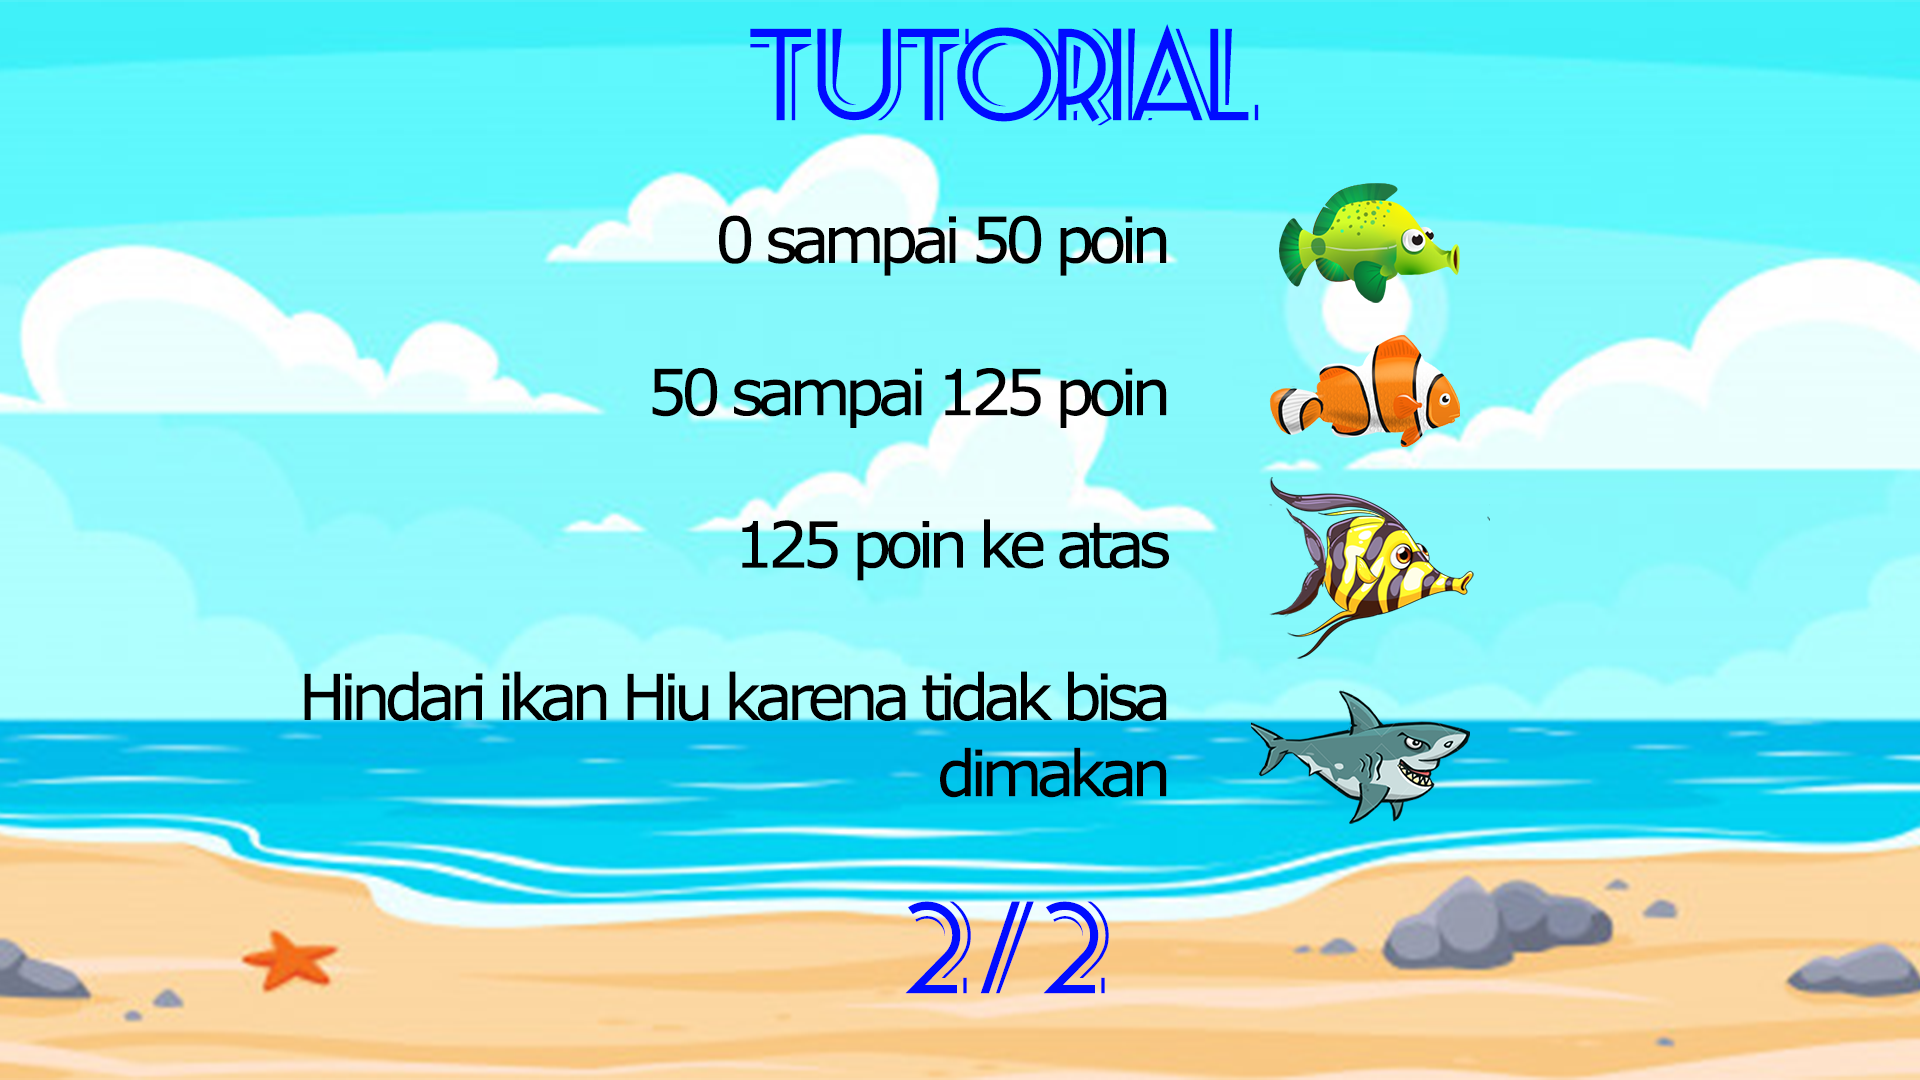 TUTORIAL
0 sampai 50 poin
50 sampai 125 poin
125 poin ke atas
Hindari ikan Hiu karena tidak bisa
dimakan
2/2